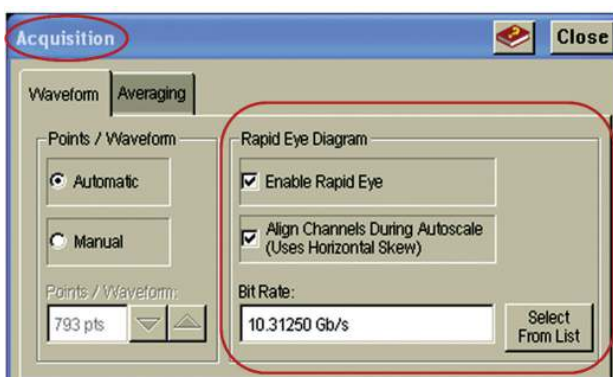 Acquisition
Close
Waveform
Averaging
Points / Waveform
Automatic
Manual
Points / Waveform:
793 pts
Rapid Eye Diagram
Enable Rapid Eye
Align Channels During Autoscale
(Uses Horizontal Skew)
Bit Rate:
10.31250 Gb/s
Select
From List